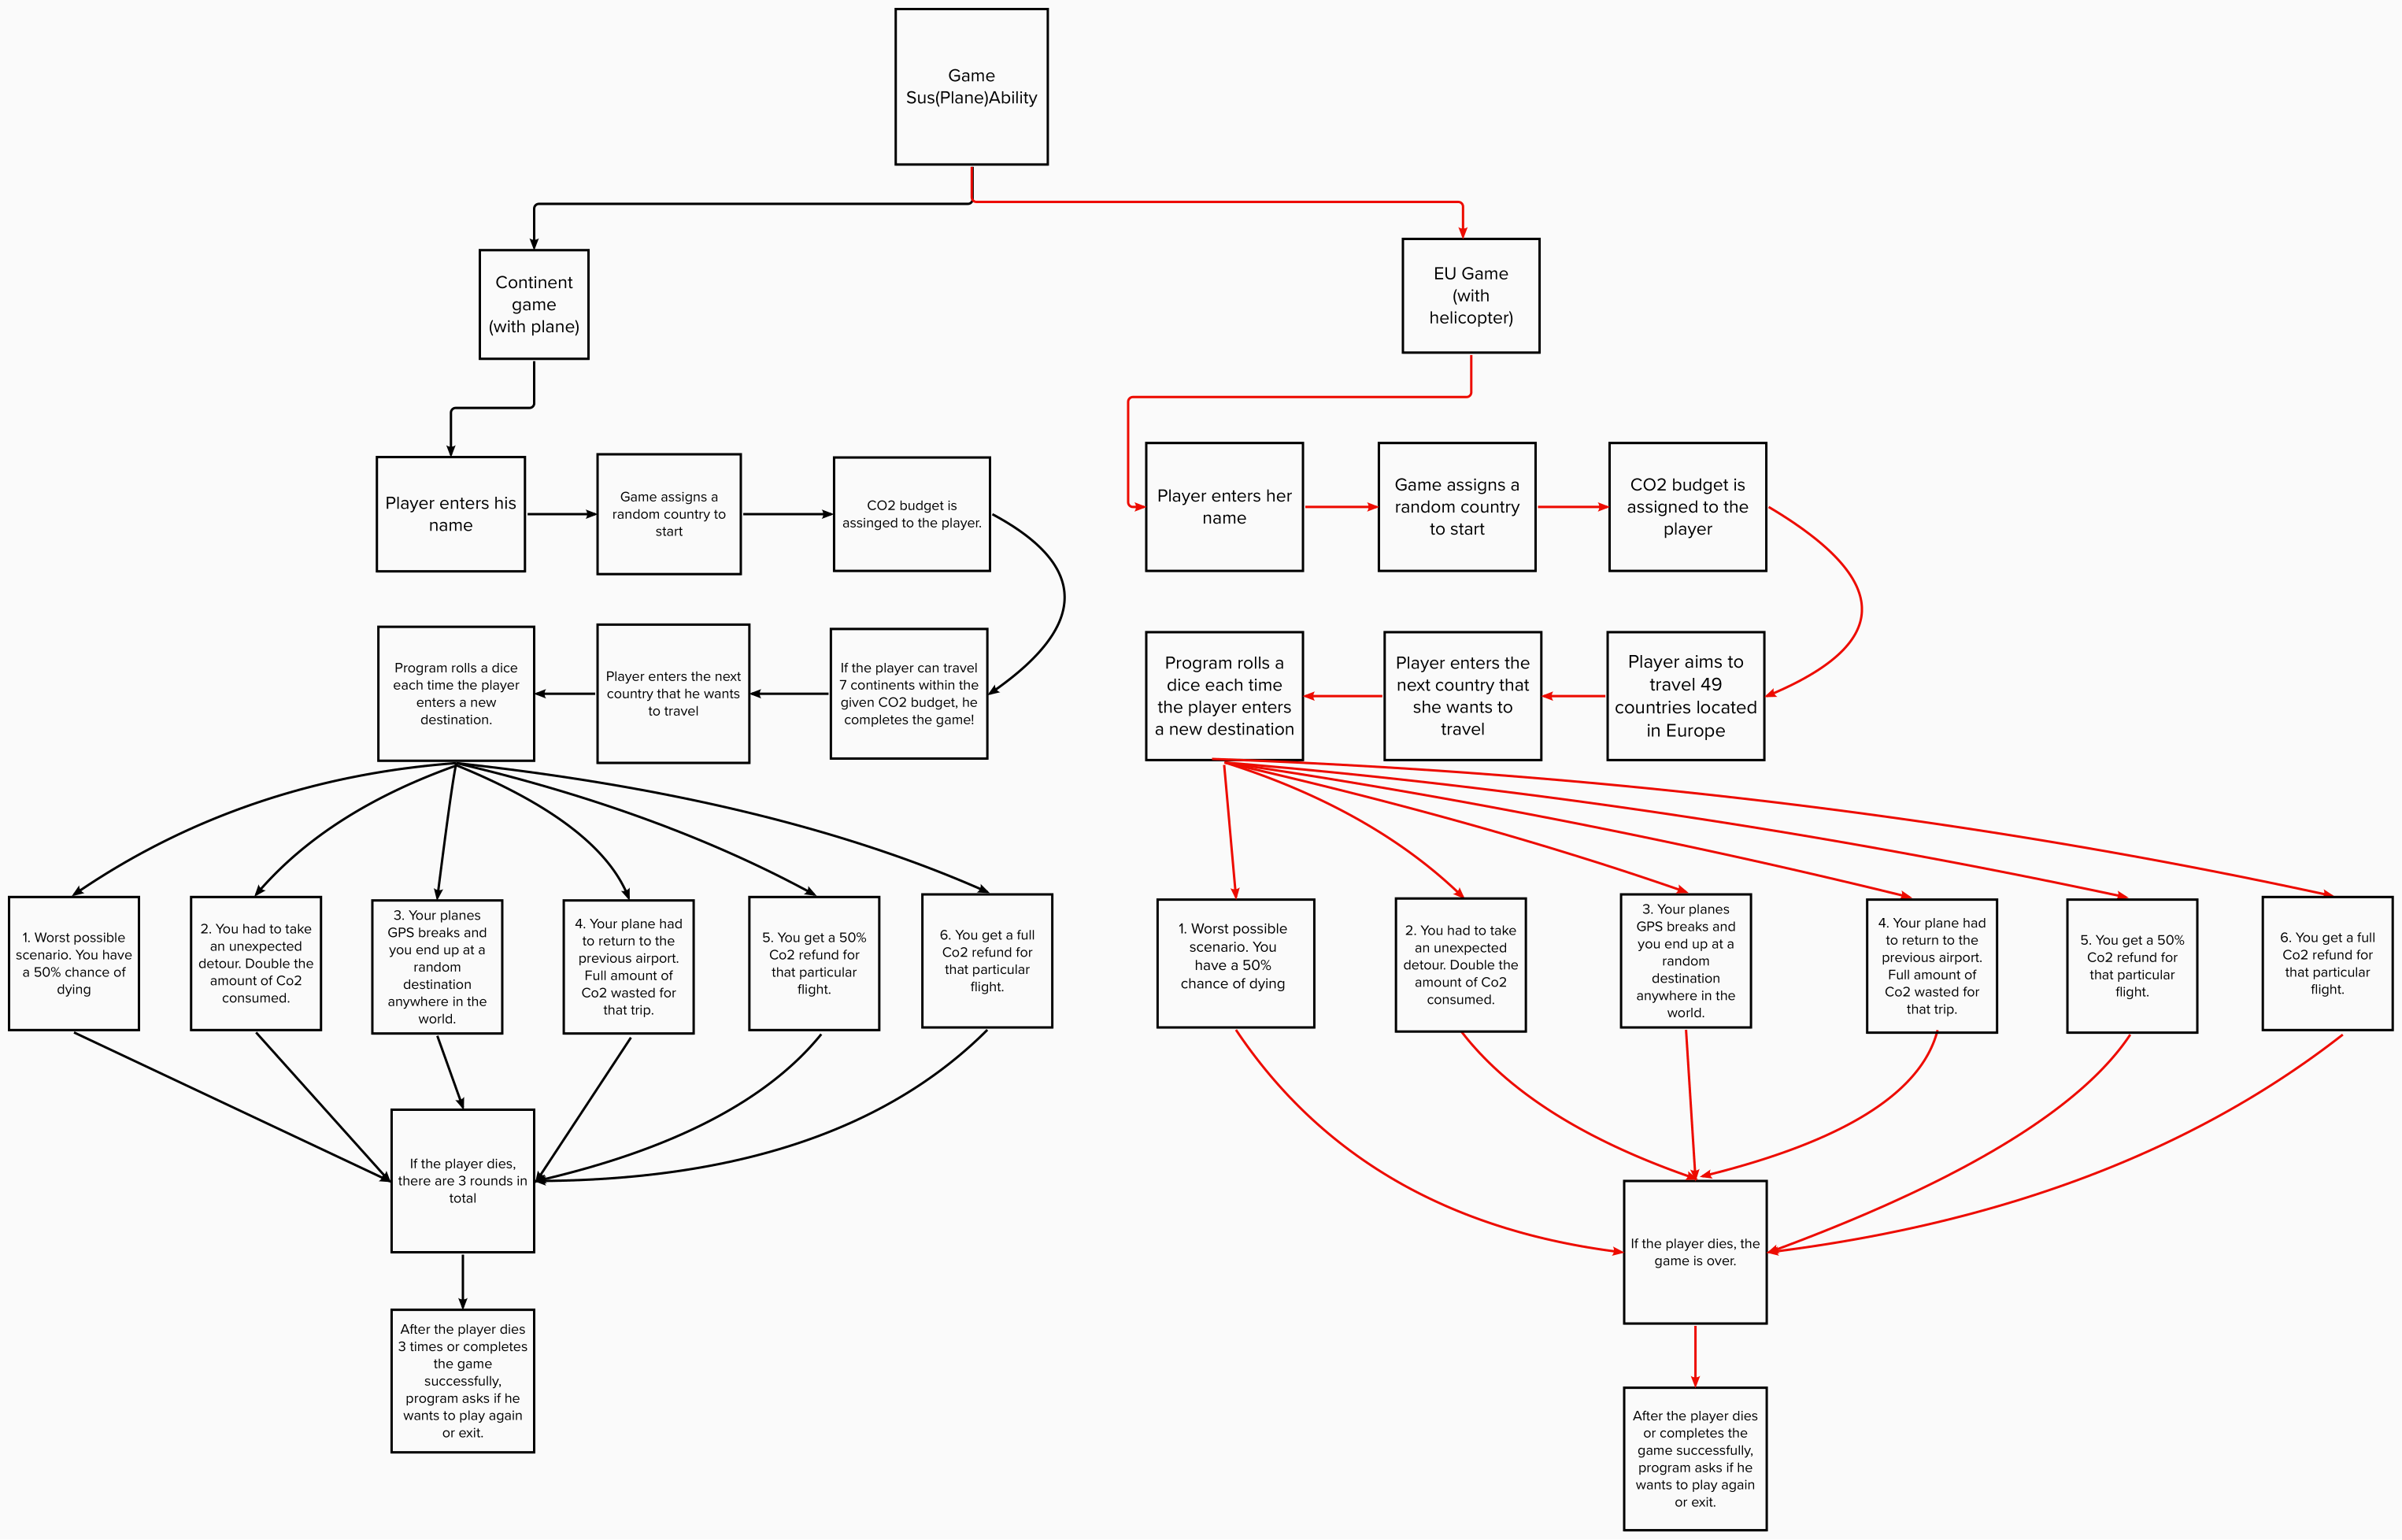 Game
Sus(Plane)Ability
Continent
game
(with plane)
EU Game
(with
helicopter)
Player enters his
name
Game assigns a
random country to
start
CO2 budget is
assinged to the player.
Player enters her
name
Game assigns a
random country
to start
CO2 budget is
assigned to the
player
Program rolls a dice
each time the player
enters a new
destination.
Player enters the next
country that he wants
to travel
If the player can travel
7 continents within the
given CO2 budget, he
completes the game!
Program rolls a
dice each time
the player enters
a new destination
Player enters the
next country that
she wants to
travel
Player aims to
travel 49
countries located
in Europe
1. Worst possible
scenario. You have
a 50% chance of
dying
2. You had to take
an unexpected
detour. Double the
amount of Co2
consumed.
3. Your planes
GPS breaks and
you end up at a
random
destination
anywhere in the
world.
4. Your plane had
to return to the
previous airport.
Full amount of
Co2 wasted for
that trip.
5. You get a 50%
Co2 refund for
that particular
flight.
6. You get a full
Co2 refund for
that particular
flight.
1. Worst possible
scenario. You
have a 50%
chance of dying
2. You had to take
an unexpected
detour. Double the
amount of Co2
consumed.
3. Your planes
GPS breaks and
you end up at a
random
destination
anywhere in the
world.
4. Your plane had
to return to the
previous airport.
Full amount of
Co2 wasted for
that trip.
5. You get a 50%
Co2 refund for
that particular
flight.
6. You get a full
Co2 refund for
that particular
flight.
If the player dies,
there are 3 rounds in
total
If the player dies, the
game is over.
After the player dies
3 times or completes
the game
successfully,
program asks if he
wants to play again
or exit.
After the player dies
or completes the
game successfully,
program asks if he
wants to play again
or exit.